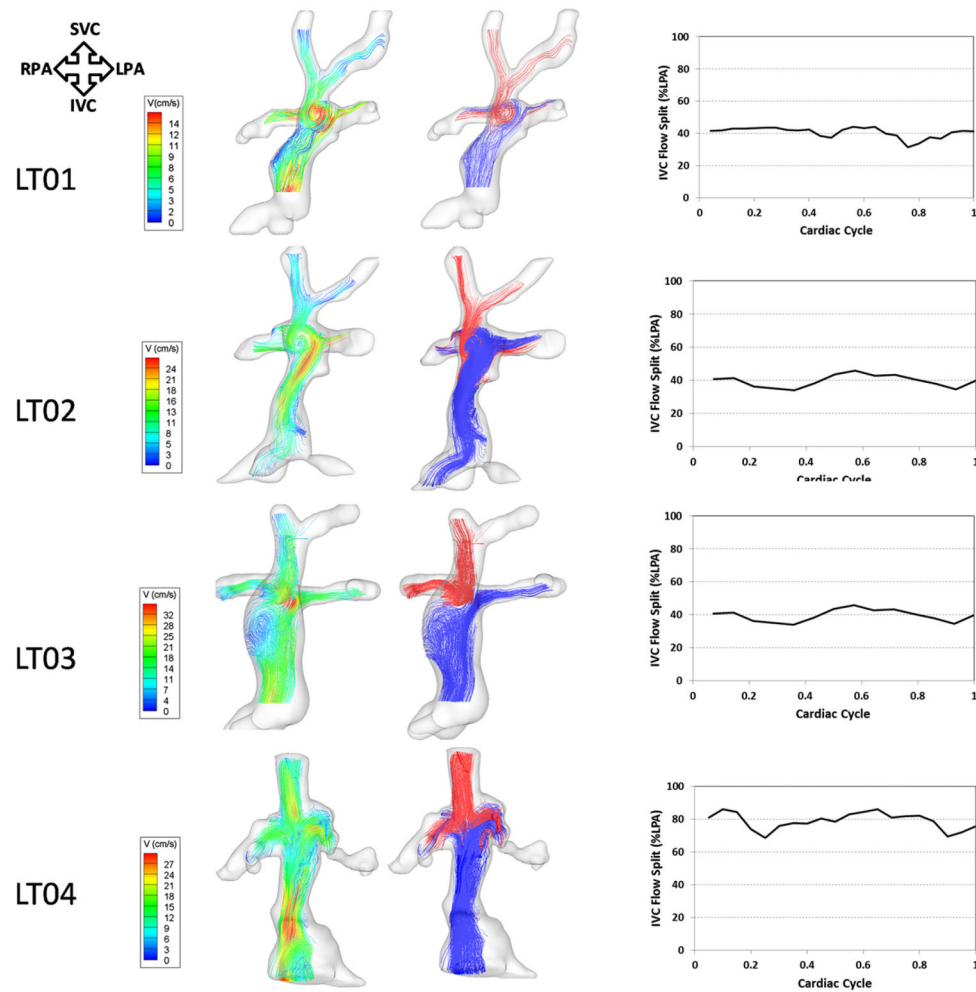 SVC
RPA LPA
IVC
LT01
V(cm/s)
14
12
11
9
8
6
5
3
2
0
IVC Flow Split (%LPA)
100
80
60
40
20
0
0 0.2 0.4 0.6 0.8 1
Cardiac Cycle
LT02
V (cm/s)
24
21
18
16
13
11
8
5
3
0
IVC Flow Split (%LPA)
100
80
60
40
20
0
0 0.2 0.4 0.6 0.8 1
Cardiac Cycle
LT03
V (cm/s)
32
28
25
21
18
14
11
7
4
0
IVC Flow Split (%LPA)
100
80
60
40
20
0
0 0.2 0.4 0.6 0.8 1
Cardiac Cycle
LT04
V (cm/s)
27
24
21
18
15
12
9
6
3
0
IVC Flow Split (%LPA)
100
80
60
40
20
0
0 0.2 0.4 0.6 0.8 1
Cardiac Cycle